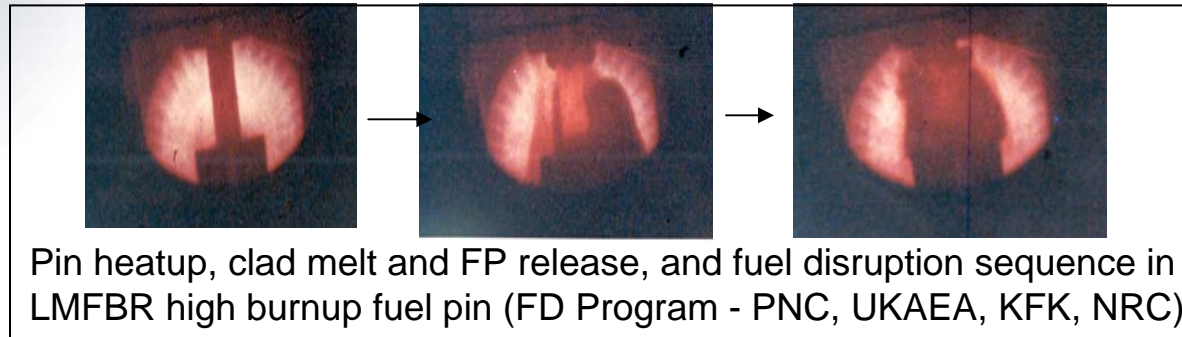 Pin heatup, clad melt and FP release, and fuel disruption sequence in
LMFBR high burnup fuel pin (FD Program - PNC, UKAEA, KFK, NRC)